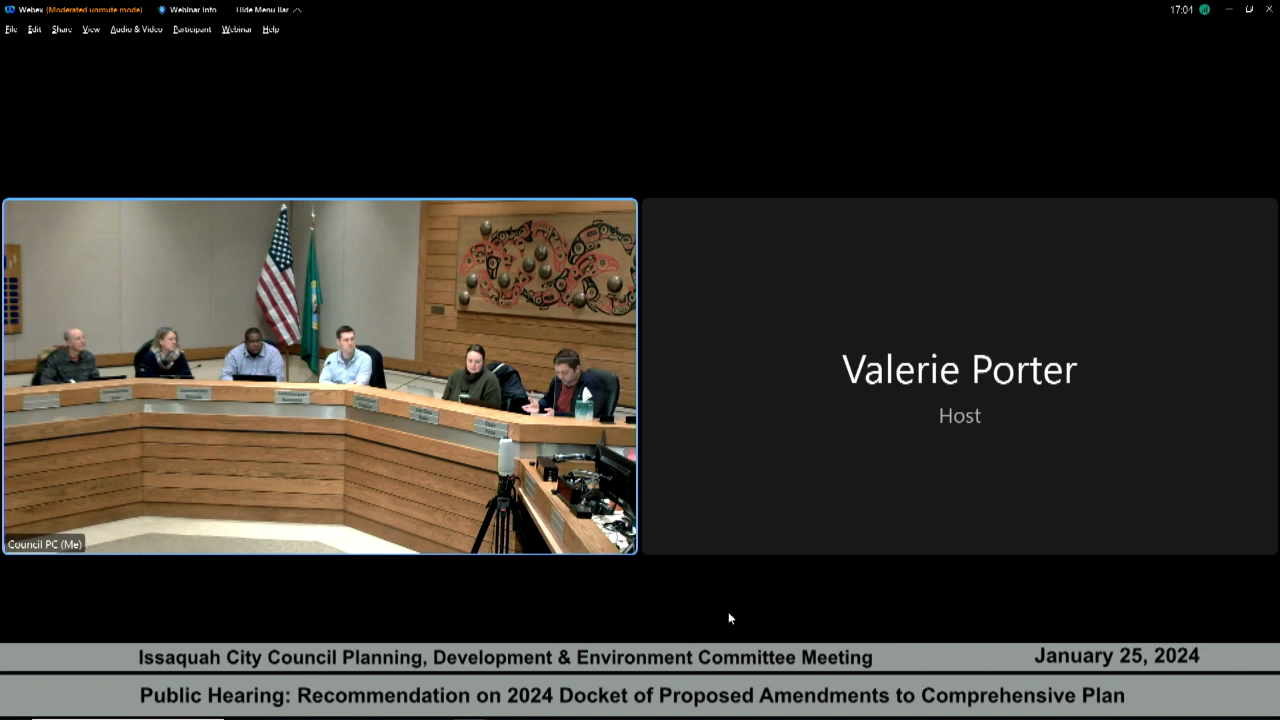 Webex (Moderated unmute mode) Webinar Info Hide Menu Bar 17:01
File Edit Share View Audio & Video Participant Webinar Help
Valerie Porter
Host
Council PC (Me)
Issaquah City Council Planning, Development & Environment Committee Meeting January 25, 2024
Public Hearing: Recommendation on 2024 Docket of Proposed Amendments to Comprehensive Plan